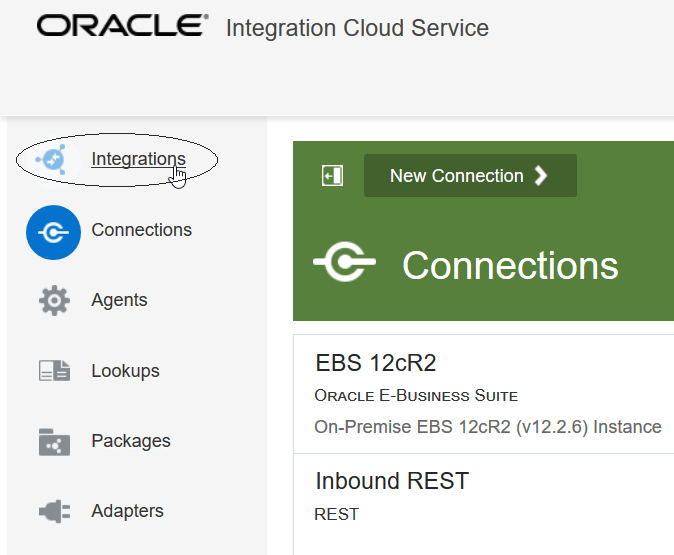 ORACLE® Integration Cloud Service
Integrations
Connections
Agents
Lookups
Packages
Adapters
New Connection
Connections
EBS 12cR2
Oracle E-Business Suite
On-Premise EBS 12cR2 (v12.2.6) Instance
Inbound REST
REST